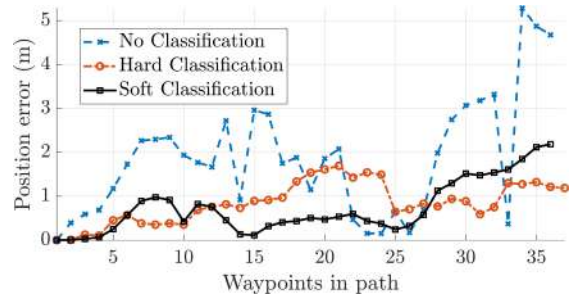 Position error (m)
5
4
3
2
1
0
No Classification
Hard Classification
Soft Classification
5 10 15 20 25 30 35
Waypoints in path